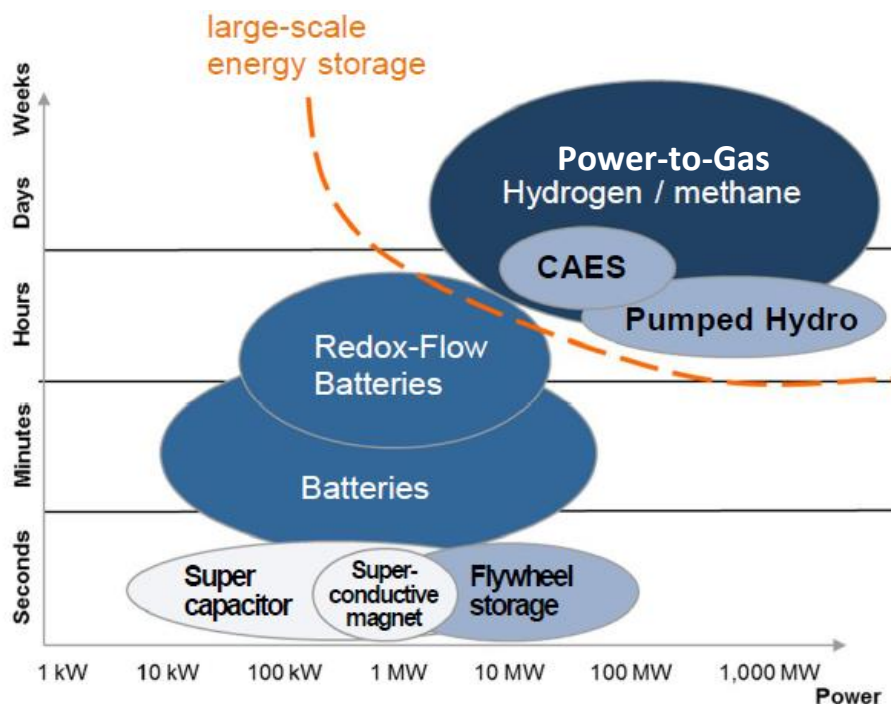 large-scale
energy storage
Weeks
Days
Hours
Minutes
Seconds
Power-to-Gas
Hydrogen / methane
CAES
Pumped Hydro
Redox-Flow
Batteries
Batteries
Super
capacitor
Super-
conductive
magnet
Flywheel
storage
1 kW 10 kW 100 kW 1 MW 10 MW 100 MW 1,000 MW
Power